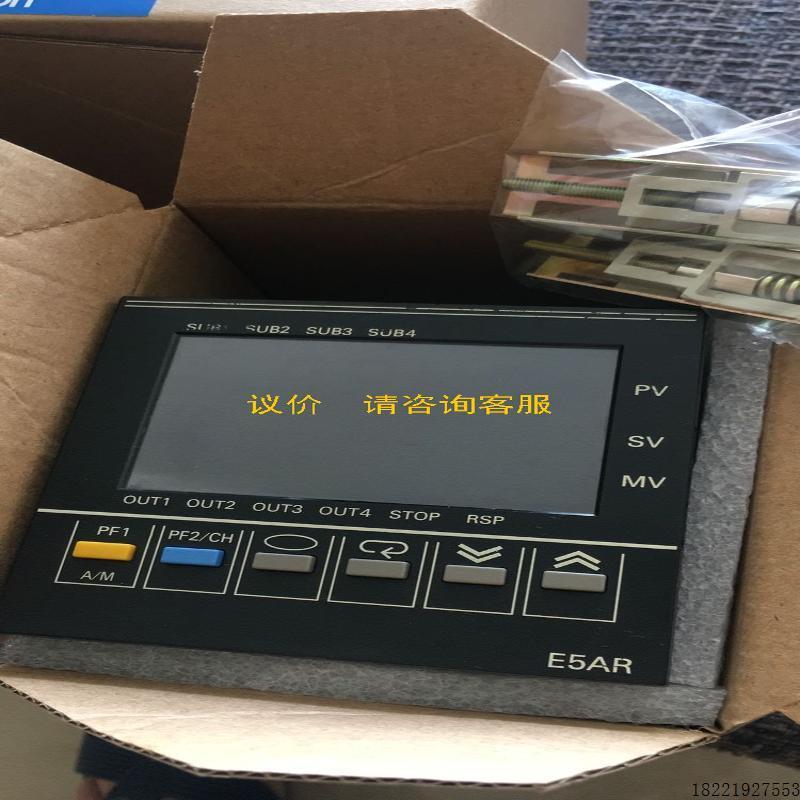 SUB1 SUB2 SUB3 SUB4
PV
议价 请咨询客服
SV
MV
OUT1 OUT2 OUT3 OUT4 STOP RSP
PF1 PF2/CH
A/M
E5AR
18221927553